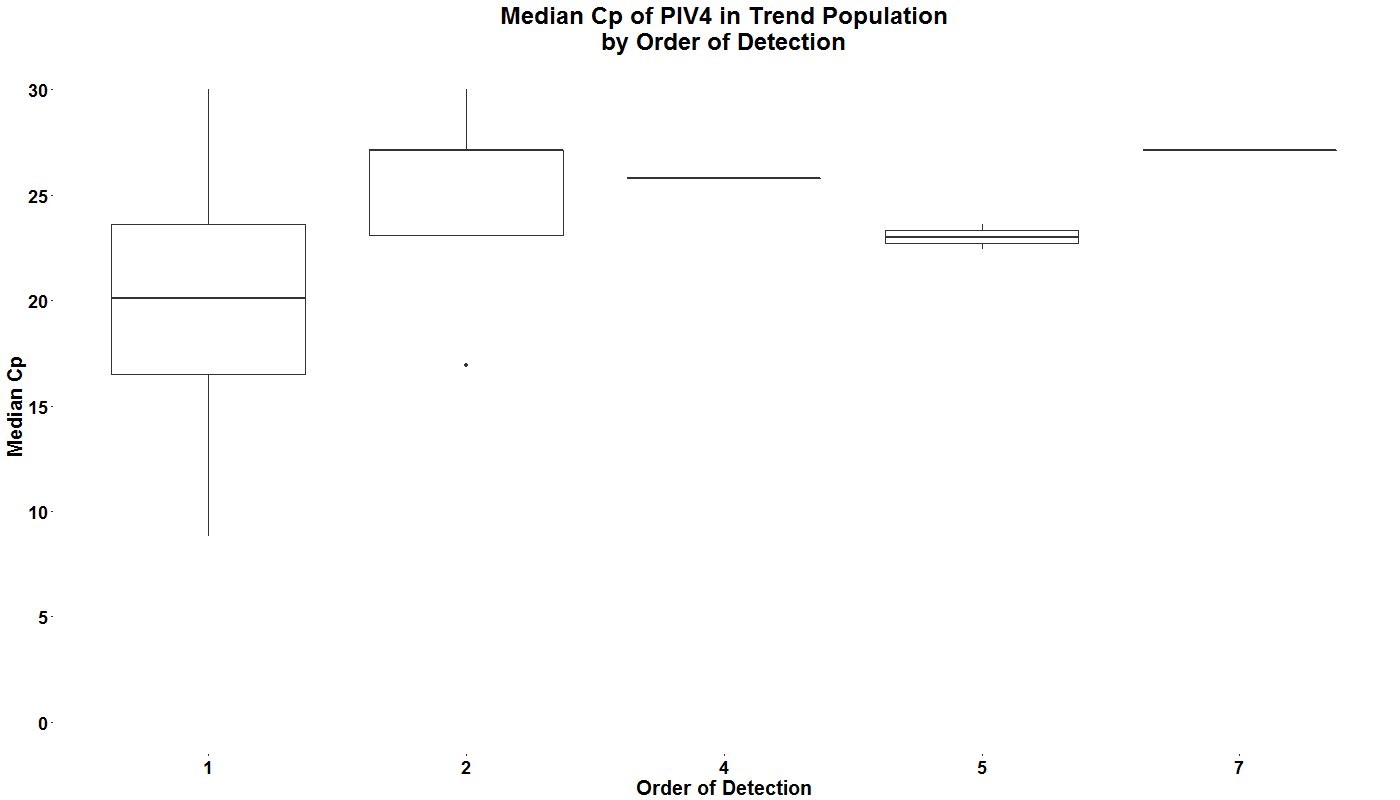 Median Cp of PIV4 in Trend Population
by Order of Detection
30
25
20
15
10
5
0
Median Cp
1 2 4 5 7
Order of Detection